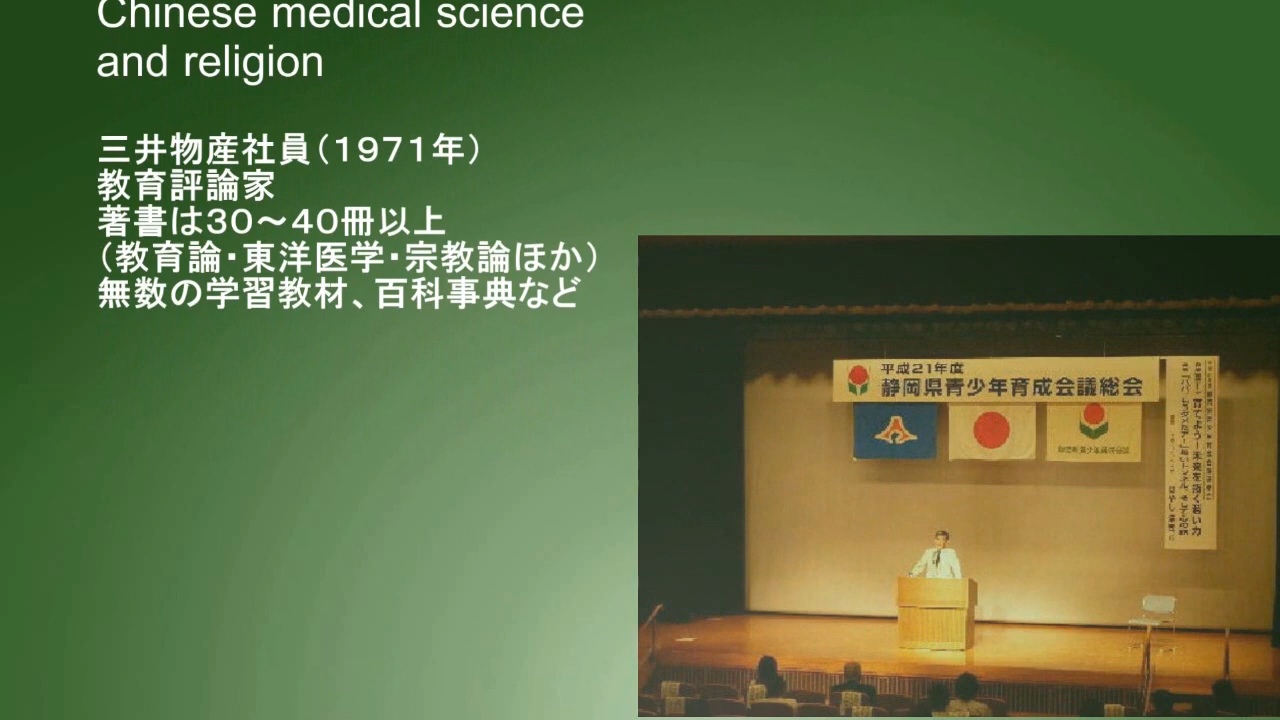 Chinese medical science
and religion
三井物産社員（１９７１年）
教育評論家
著書は３０～４０冊以上
（教育論・東洋医学・宗教論ほか）
無数の学習教材、百科事典など
平成21年度
静岡県青少年育成会議総会